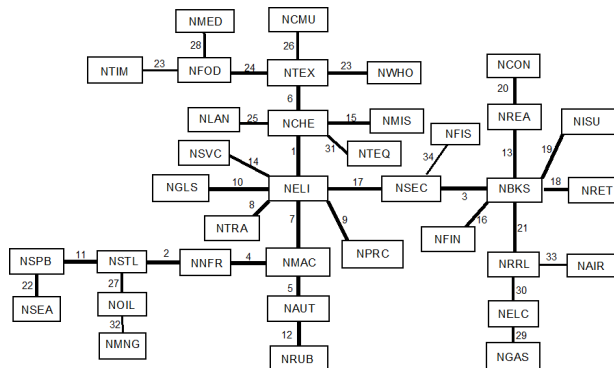 NMED
NCMU
28
26
NTIM
23
NFOD
24
NTEX
23
NWHO
NCON
20
6
NLAN
25
NCHE
15
NMIS
NREA
NISU
NFIS
31
NTEQ
NSVC
14
1
34
13
19
NGLS
10
NELI
17
NSEC
3
NBKS
18
NRET
8
NTRA
7
9
16
NFIN
21
NSPB
11
NSTL
2
NNFR
4
NMAC
NPRC
NRRL
33
NAIR
22
27
5
30
NSEA
NOIL
NAUT
NELC
32
12
29
NMNG
NRUB
NGAS